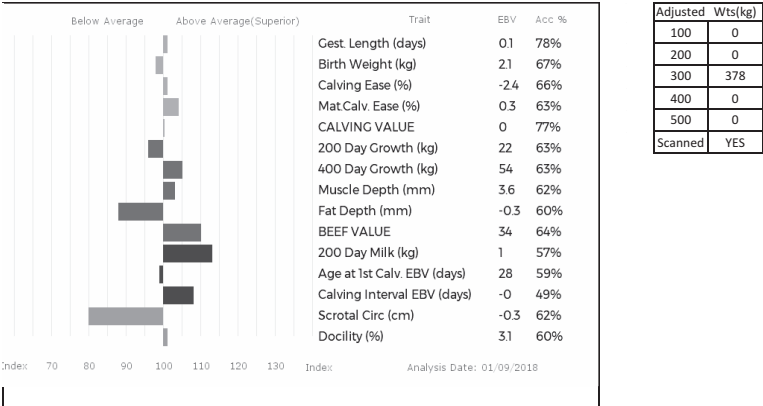 Below Average Above Average(Superior) Trait EBV Acc %
Gest. Length (days) 0.1 78%
Birth Weight (kg) 2.1 67%
Calving Ease (%) -2.4 66%
Mat.Calv. Ease (%) 0.3 63%
CALVING VALUE 0 77%
200 Day Growth (kg) 22 63%
400 Day Growth (kg) 54 63%
Muscle Depth (mm) 3.6 62%
Fat Depth (mm) -0.3 60%
BEEF VALUE 34 64%
200 Day Milk (kg) 1 57%
Age at 1st Calv. EBV (days) 28 59%
Calving Interval EBV (days) -0 49%
Scrotal Circ (cm) -0.3 62%
Docility (%) 3.1 60%
Index 70 80 90 100 110 120 130 Index Analysis Date: 01/09/2018
Adjusted Wts(kg)
100 0
200 0
300 378
400 0
500 0
Scanned YES